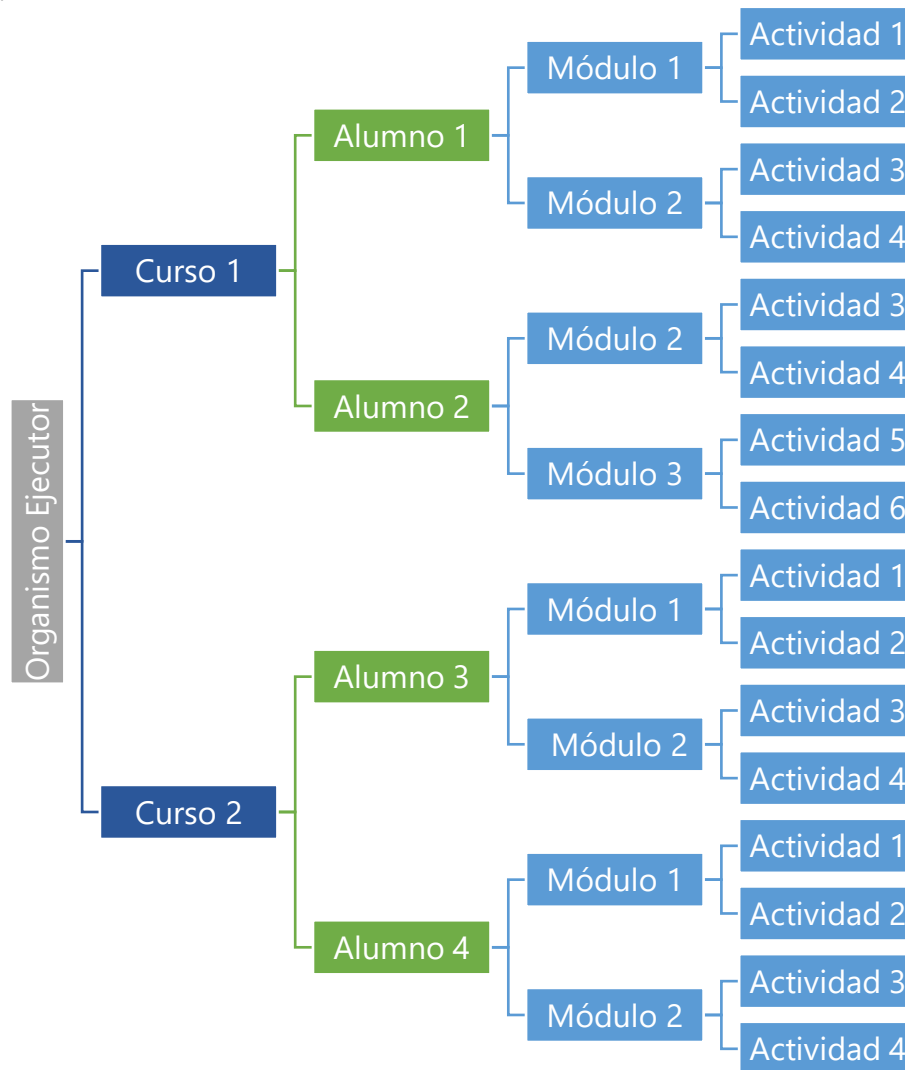 Organismo Ejecutor
Curso 1
Alumno 1
Módulo 1
Actividad 1
Actividad 2
Módulo 2
Actividad 3
Actividad 4
Alumno 2
Módulo 2
Actividad 3
Actividad 4
Módulo 3
Actividad 5
Actividad 6
Curso 2
Alumno 3
Módulo 1
Actividad 1
Actividad 2
Módulo 2
Actividad 3
Actividad 4
Alumno 4
Módulo 1
Actividad 1
Actividad 2
Módulo 2
Actividad 3
Actividad 4